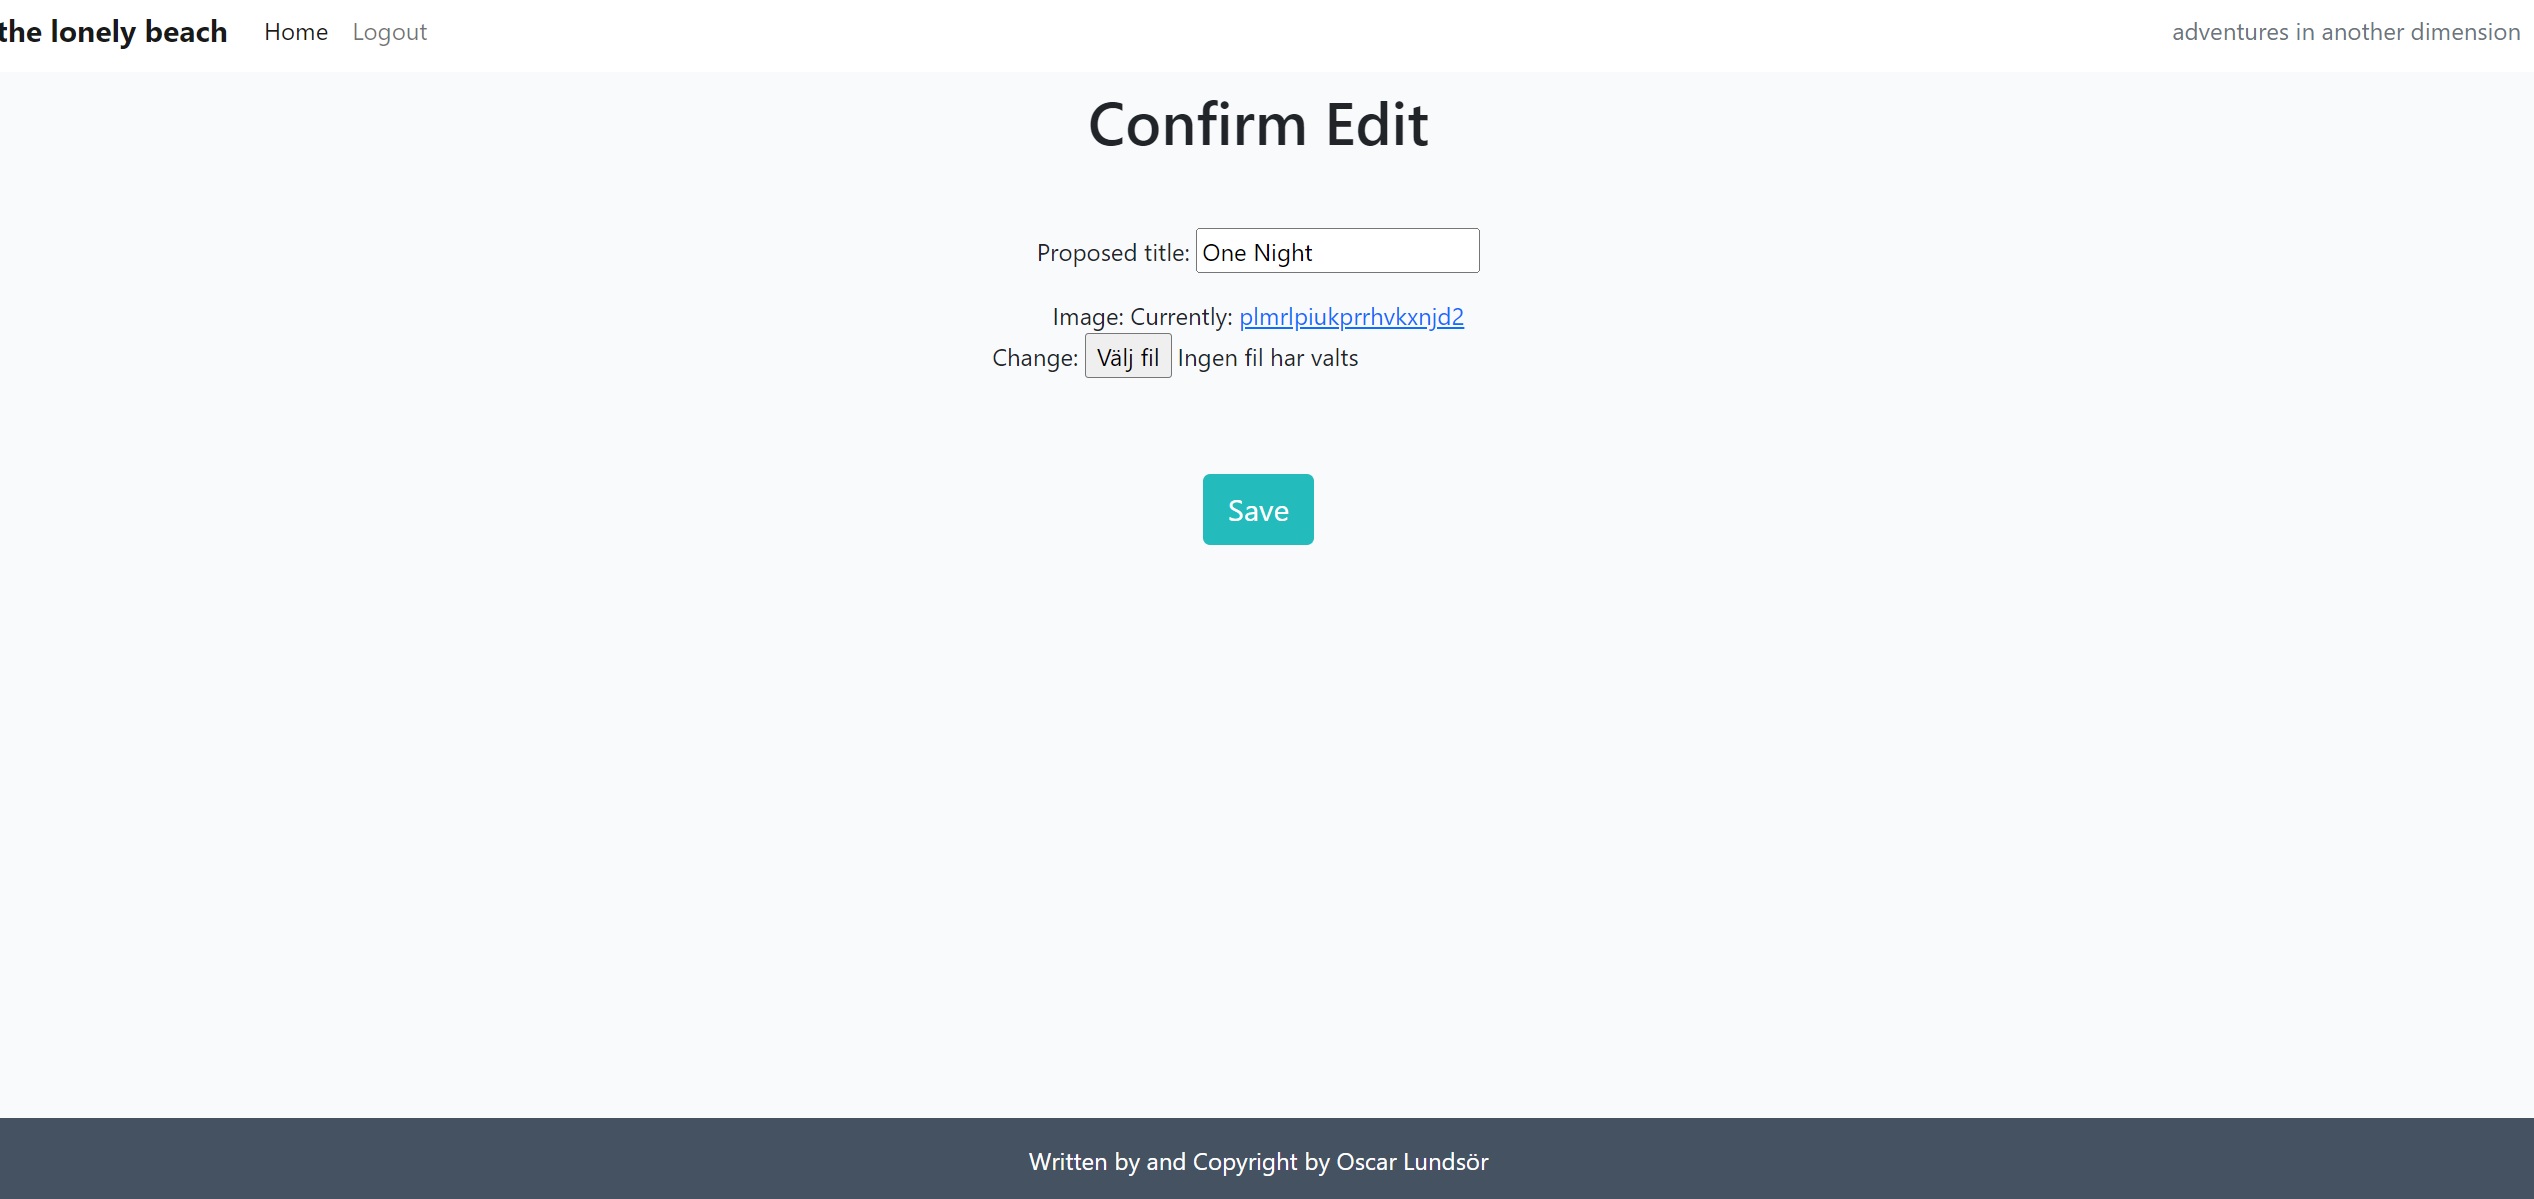 the lonely beach Home Logout adventures in another dimension
Confirm Edit
Proposed title: One Night
Image: Currently: plmrlpiukprrhvkxnjd2
Change: Välj fil Ingen fil har valts
Save
Written by and Copyright by Oscar Lundsör